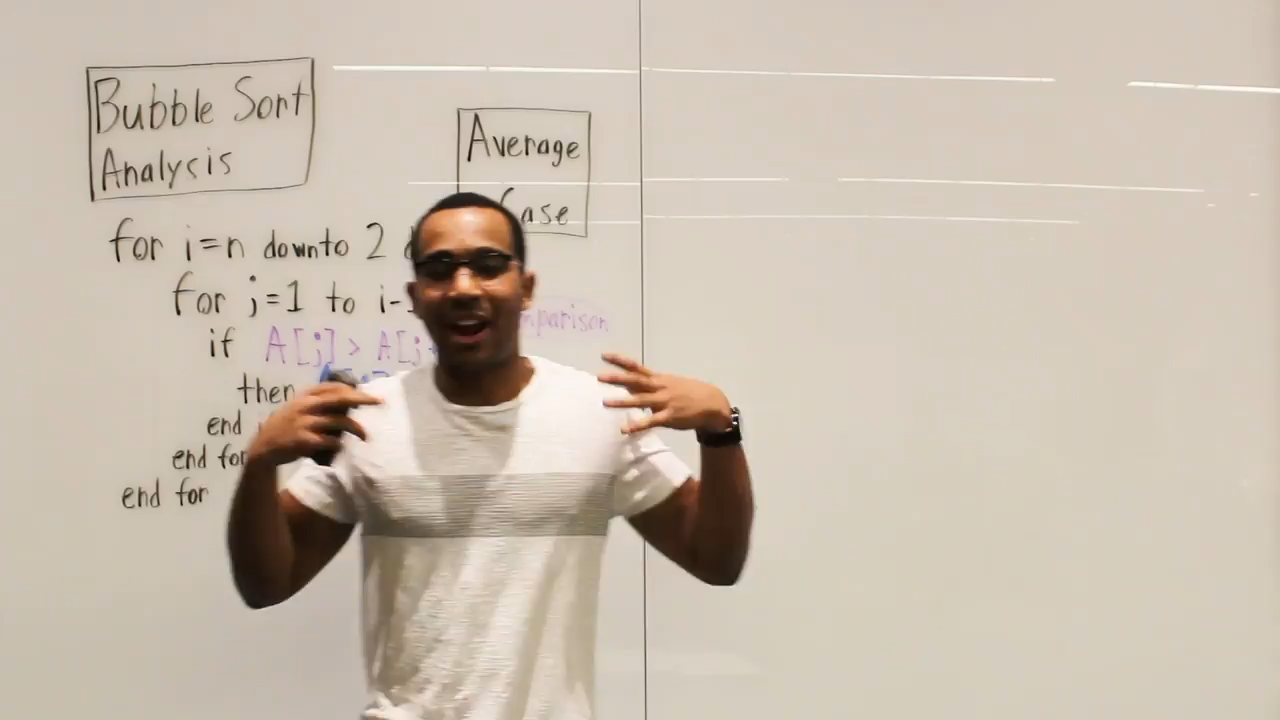 Bubble Sort
Analysis
Average
Case
for i=n downto 2
for j=1 to i-
if A[j] > A[j
mparison
then
end
end for
end for